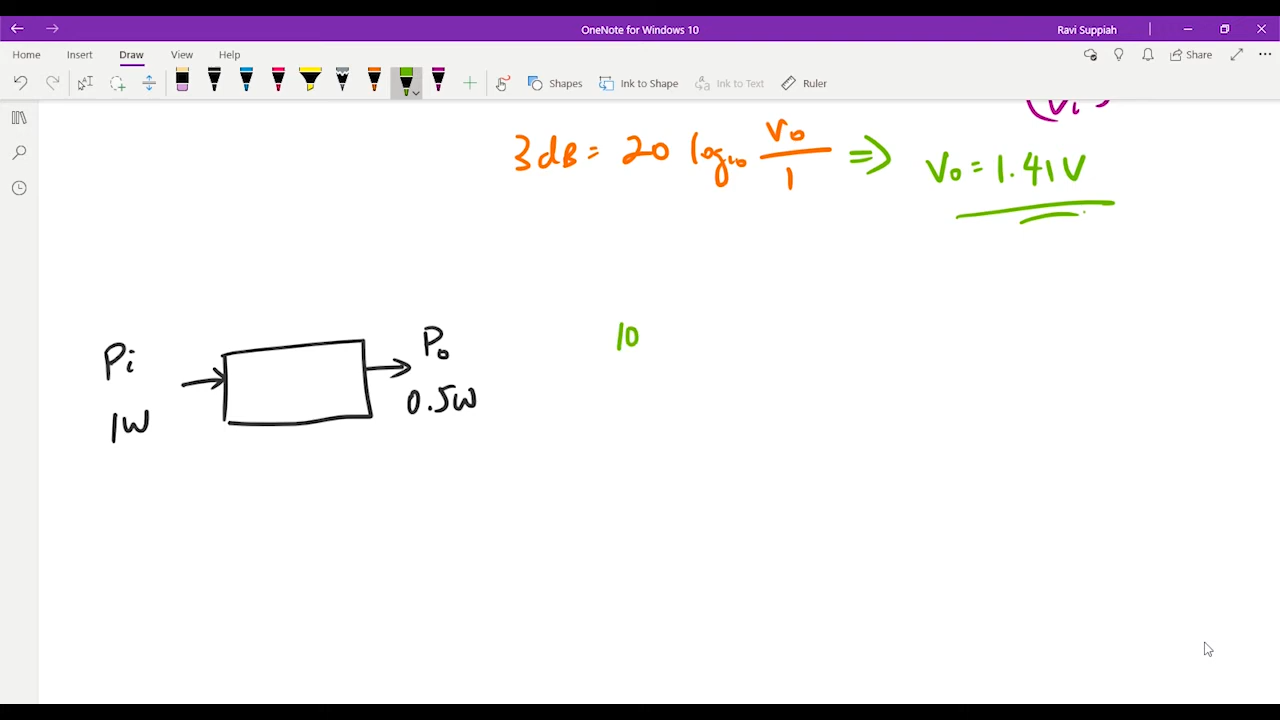 OneNote for Windows 10
Ravi Suppiah
Home Insert Draw View Help
Shapes Ink to Shape Ink to Text Ruler Share
(Vi)
3dB = 20 log10 Vo/1 => Vo = 1.41V
Pi
Po
10
1W
0.5W